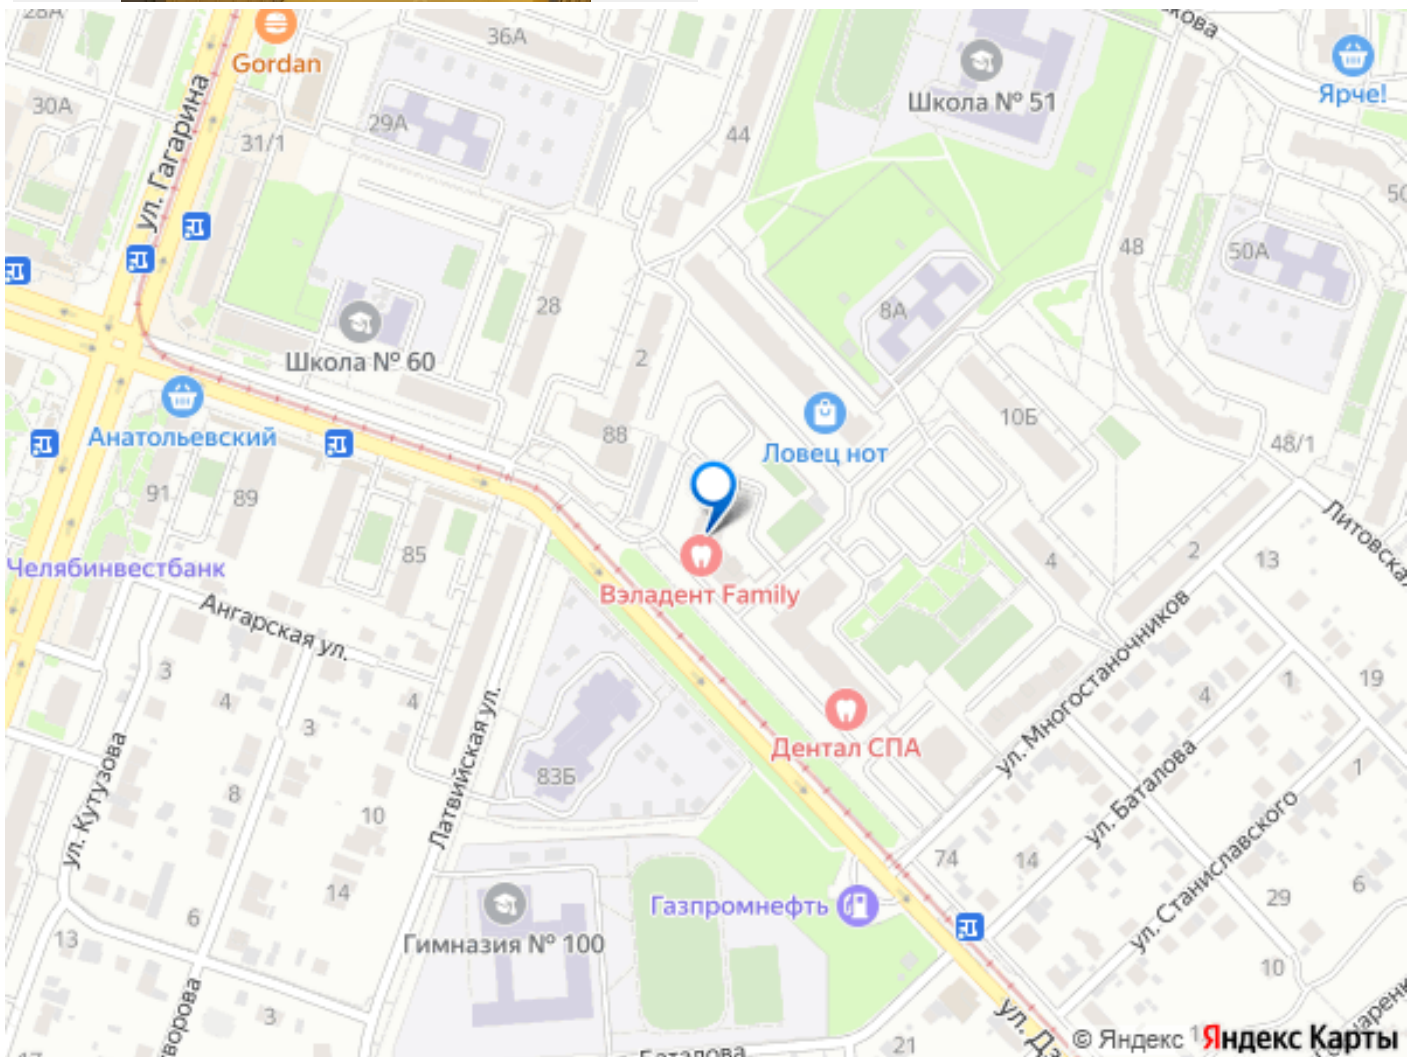 28А
Gordan
36А
Ярче!
30А
29А
31/1
ул. Гагарина
44
Школа № 51
48
50А
28
Школа № 60
2
8А
Анатольевский
88
Ловец нот
10Б
48/1
91
89
85
Челябинвестбанк
Ангарская ул.
Вэладент Family
4
2
13
3
4
3
4
ул. Кутузова
8
10
14
6
13
3
Латвийская ул.
83Б
Дентал СПА
ул. Многостаночников
4
1
19
ул. Баталова
1
ул. Станиславского
74
14
29
6
10
Газпромнефть
Гимназия № 100
21
© Яндекс
Яндекс Карты